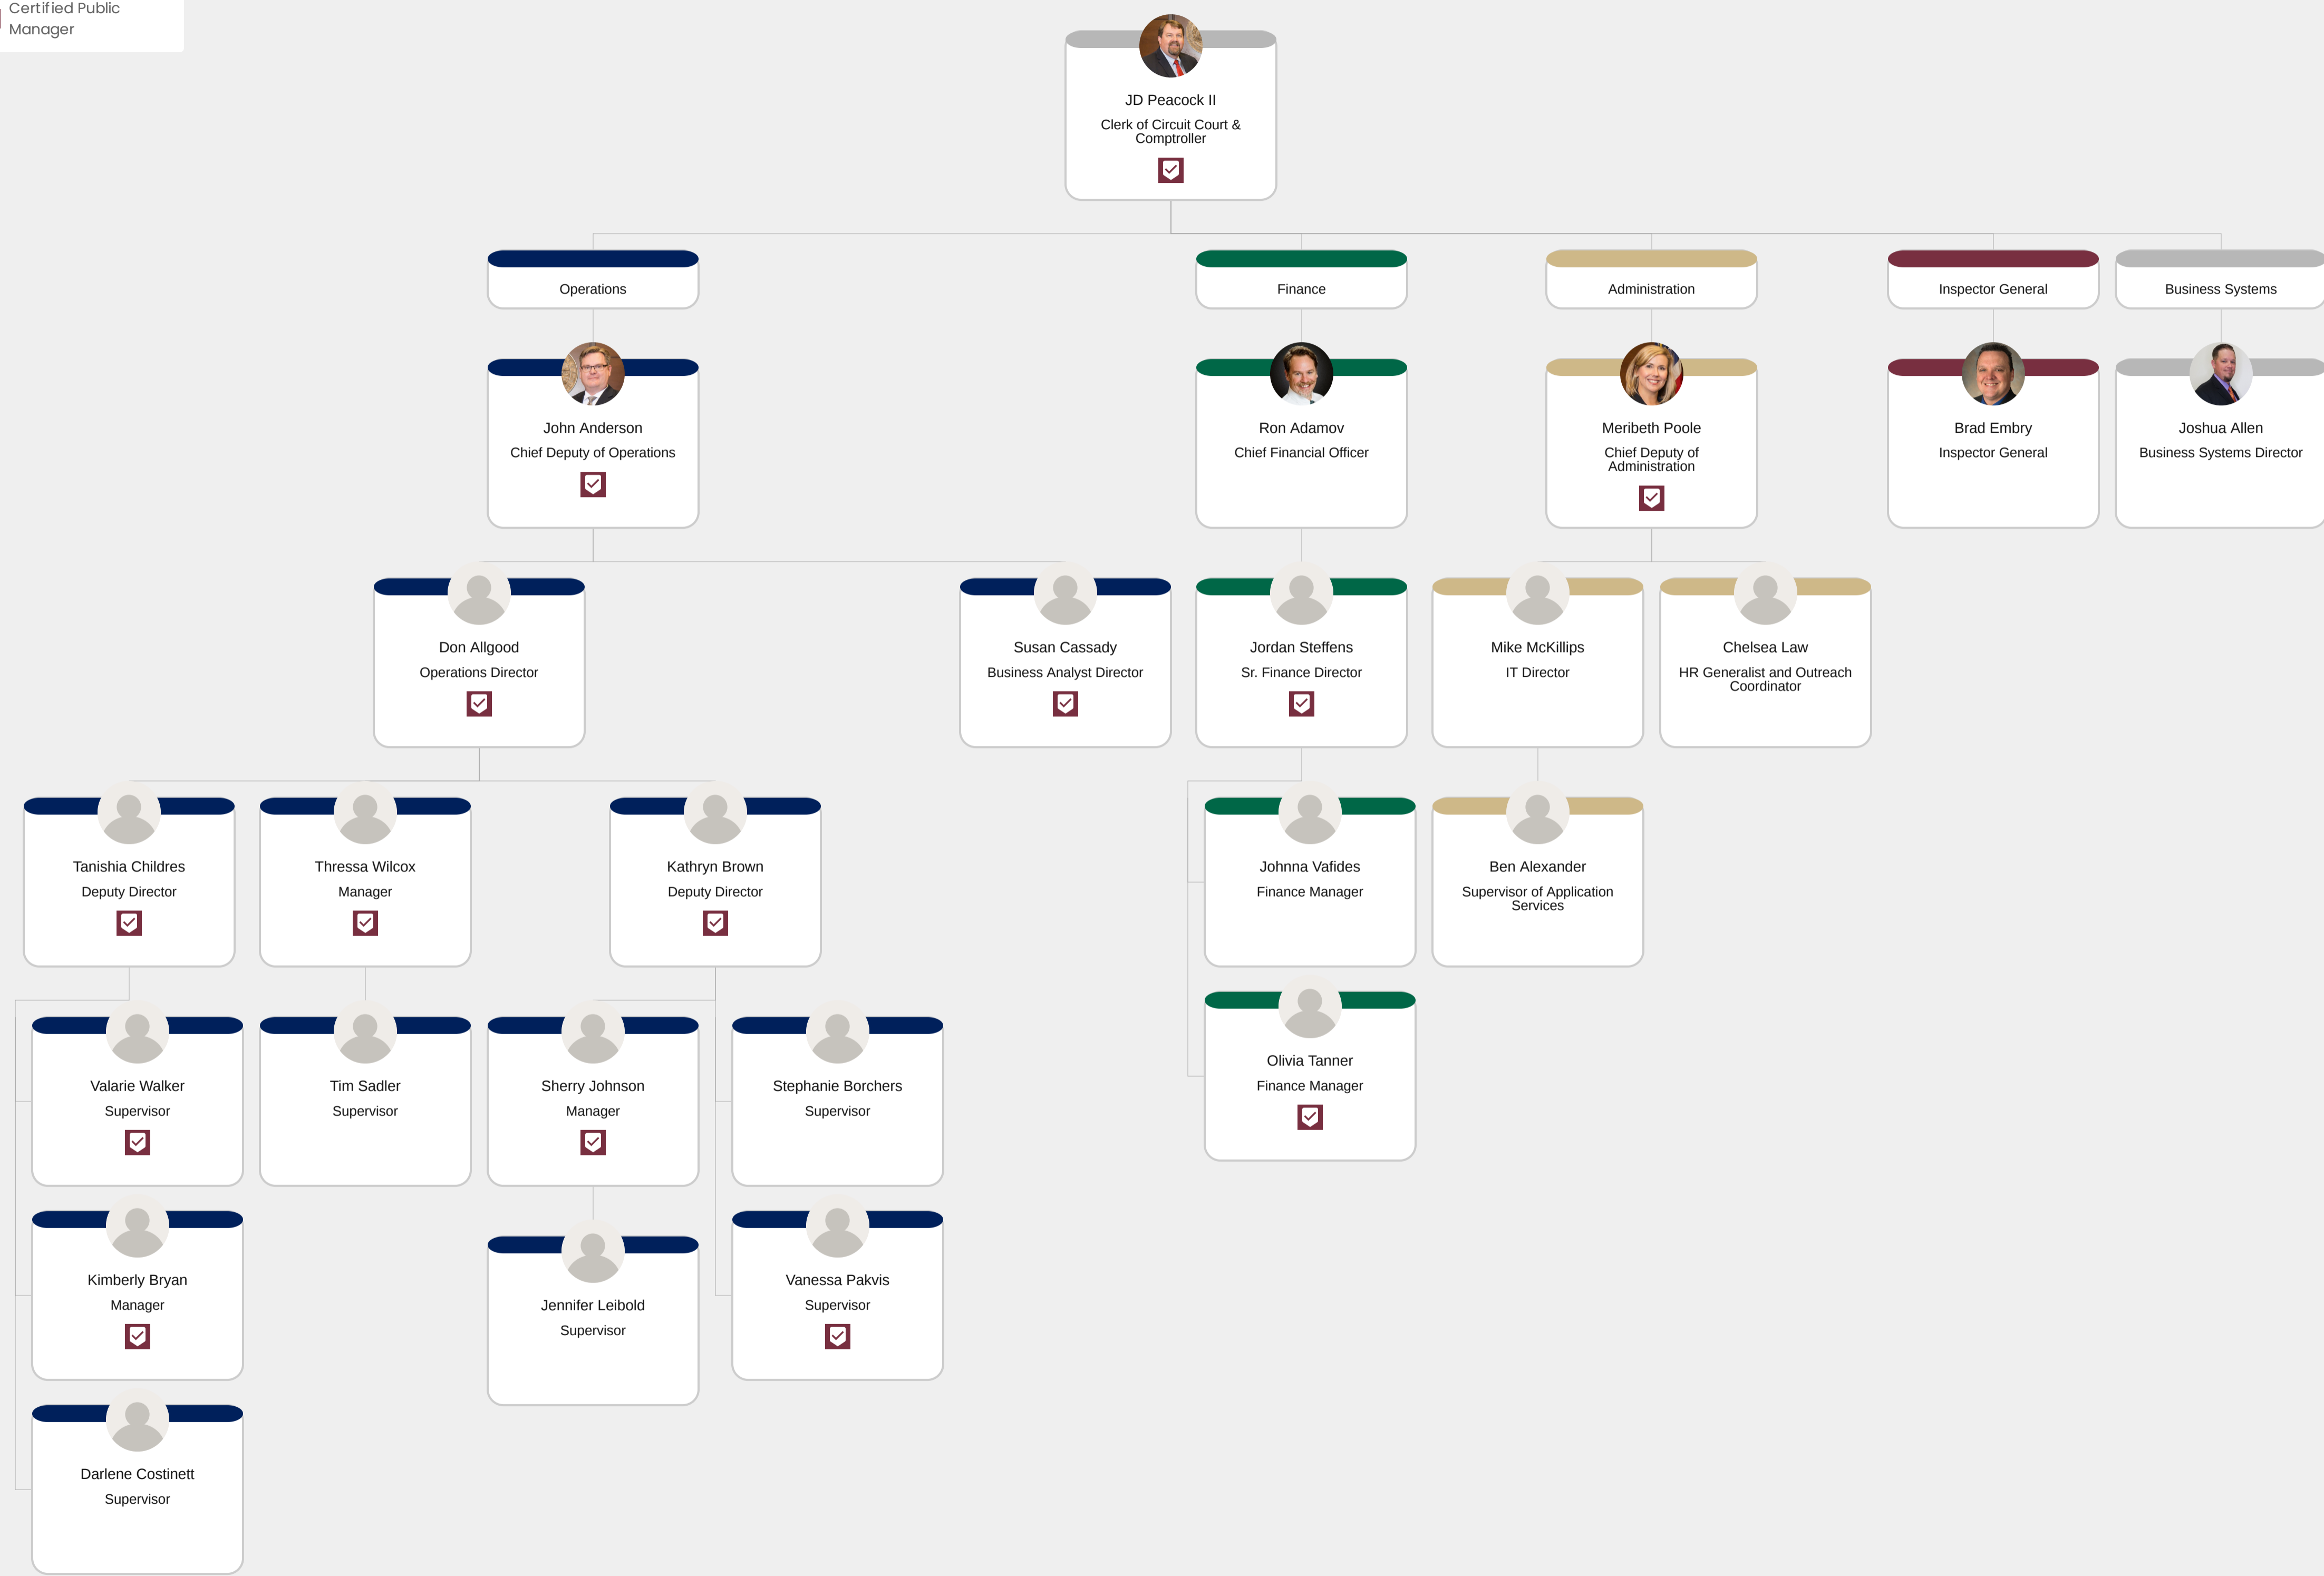 Certified Public
Manager
JD Peacock II
Clerk of Circuit Court &
Comptroller
Operations
Finance
Administration
Inspector General
Business Systems
John Anderson
Chief Deputy of Operations
Ron Adamov
Chief Financial Officer
Meribeth Poole
Chief Deputy of
Administration
Brad Embry
Inspector General
Joshua Allen
Business Systems Director
Don Allgood
Operations Director
Susan Cassady
Business Analyst Director
Jordan Steffens
Sr. Finance Director
Mike McKillips
IT Director
Chelsea Law
HR Generalist and Outreach
Coordinator
Tanishia Childres
Deputy Director
Thressa Wilcox
Manager
Kathryn Brown
Deputy Director
Johnna Vafides
Finance Manager
Ben Alexander
Supervisor of Application
Services
Valarie Walker
Supervisor
Tim Sadler
Supervisor
Sherry Johnson
Manager
Stephanie Borchers
Supervisor
Olivia Tanner
Finance Manager
Kimberly Bryan
Manager
Jennifer Leibold
Supervisor
Vanessa Pakvis
Supervisor
Darlene Costinett
Supervisor